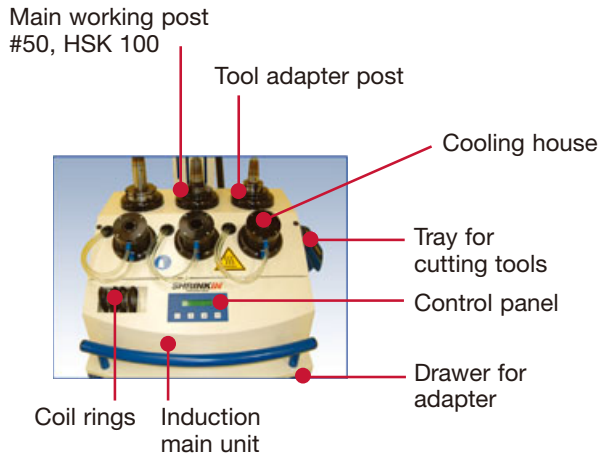 Main working post
#50, HSK 100
Tool adapter post
Cooling house
Tray for
cutting tools
SHRINKIN
Control panel
Drawer for
adapter
Coil rings
Induction
main unit